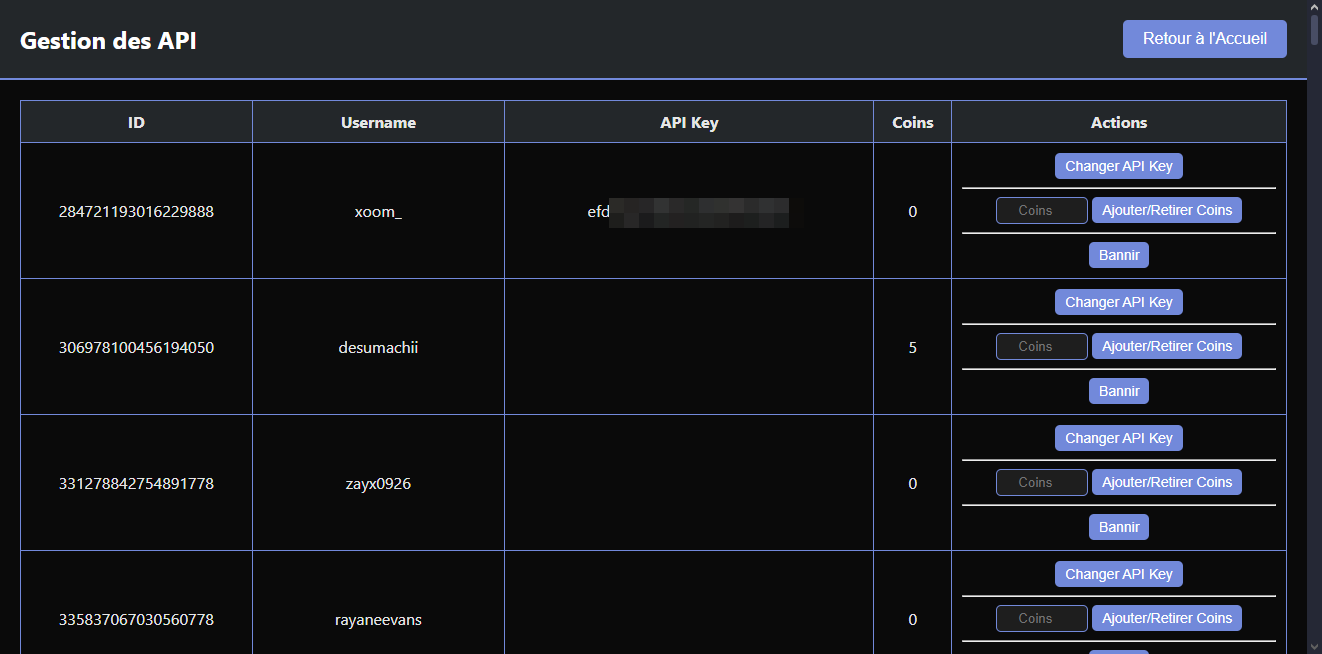 Gestion des API
Retour à l'Accueil
ID Username API Key Coins Actions
Changer API Key
284721193016229888 xoom_ efd 0 Coins Ajouter/Retirer Coins
Bannir
Changer API Key
306978100456194050 desumachii 5 Coins Ajouter/Retirer Coins
Bannir
Changer API Key
331278842754891778 zayx0926 0 Coins Ajouter/Retirer Coins
Bannir
Changer API Key
335837067030560778 rayaneevans 0 Coins Ajouter/Retirer Coins